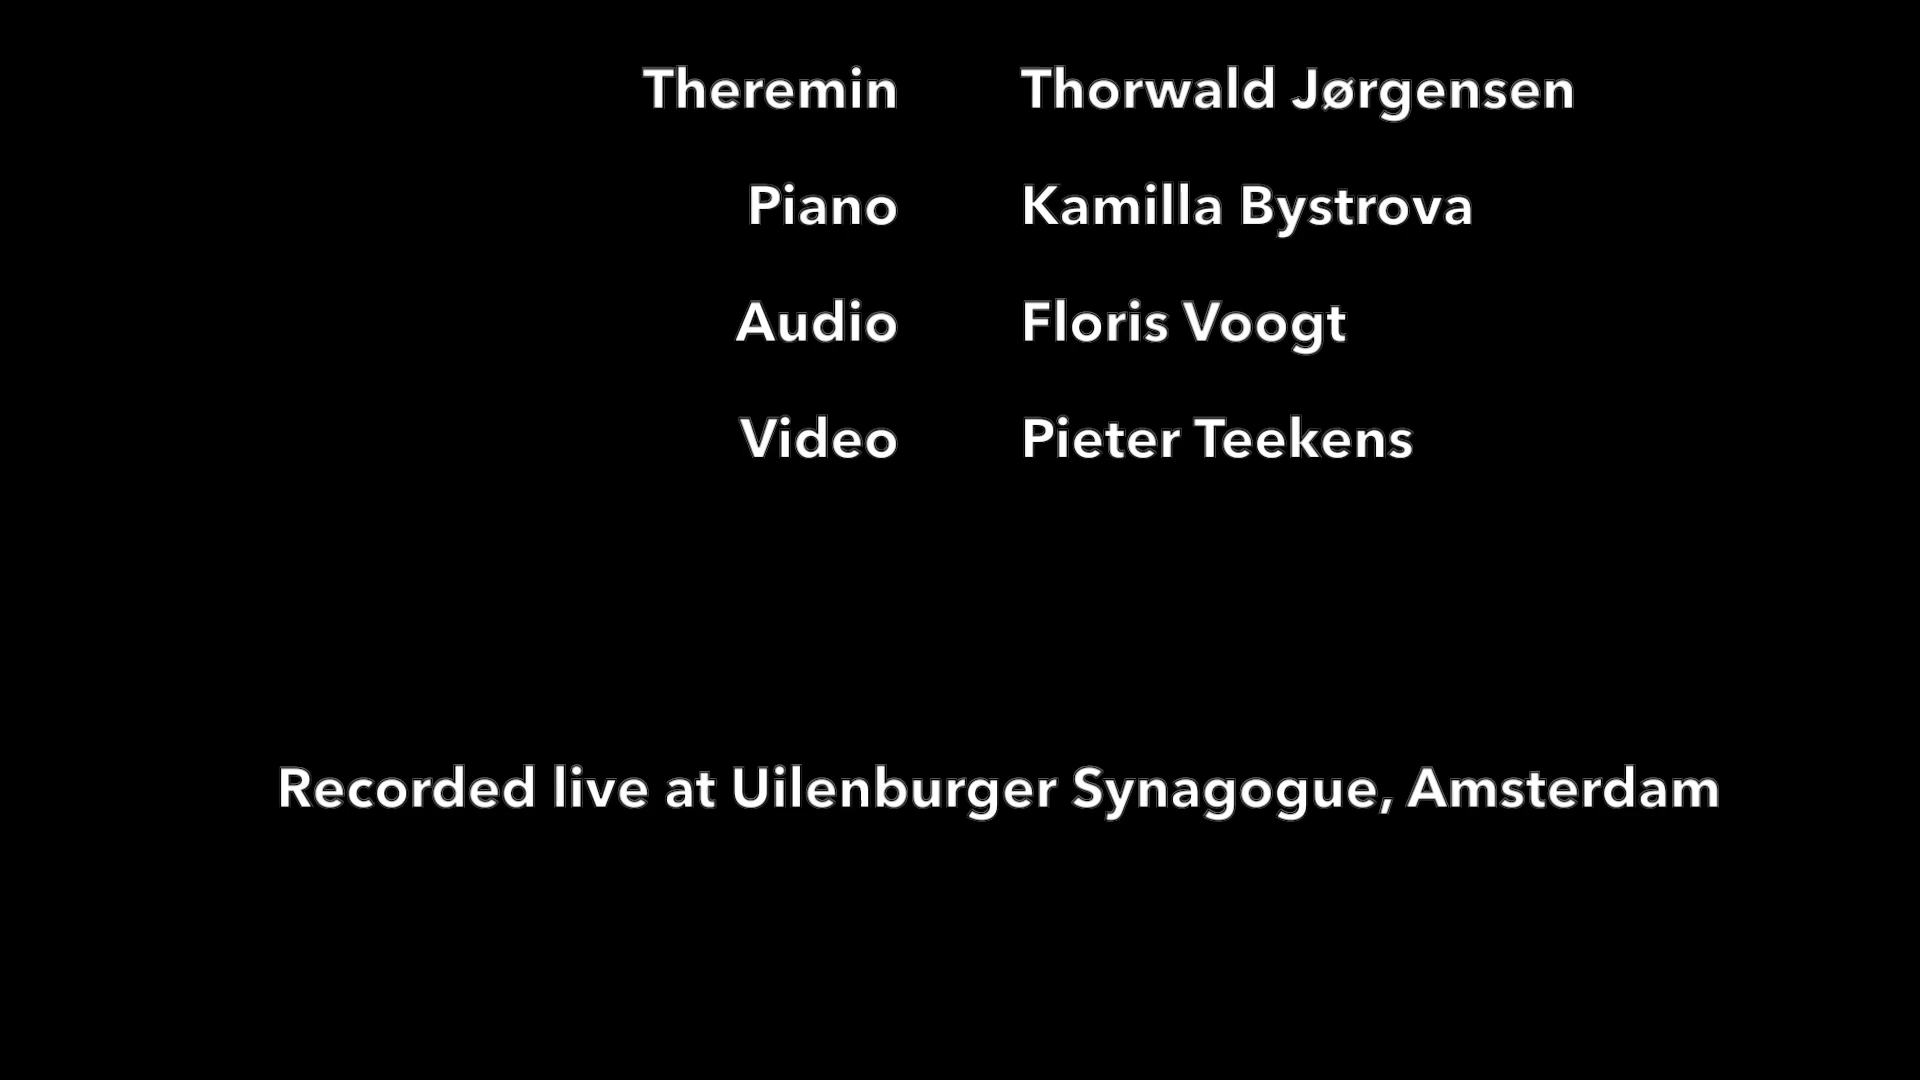 Theremin Thorwald Jørgensen
Piano Kamilla Bystrova
Audio Floris Voogt
Video Pieter Teekens
Recorded live at Uilenburger Synagogue, Amsterdam